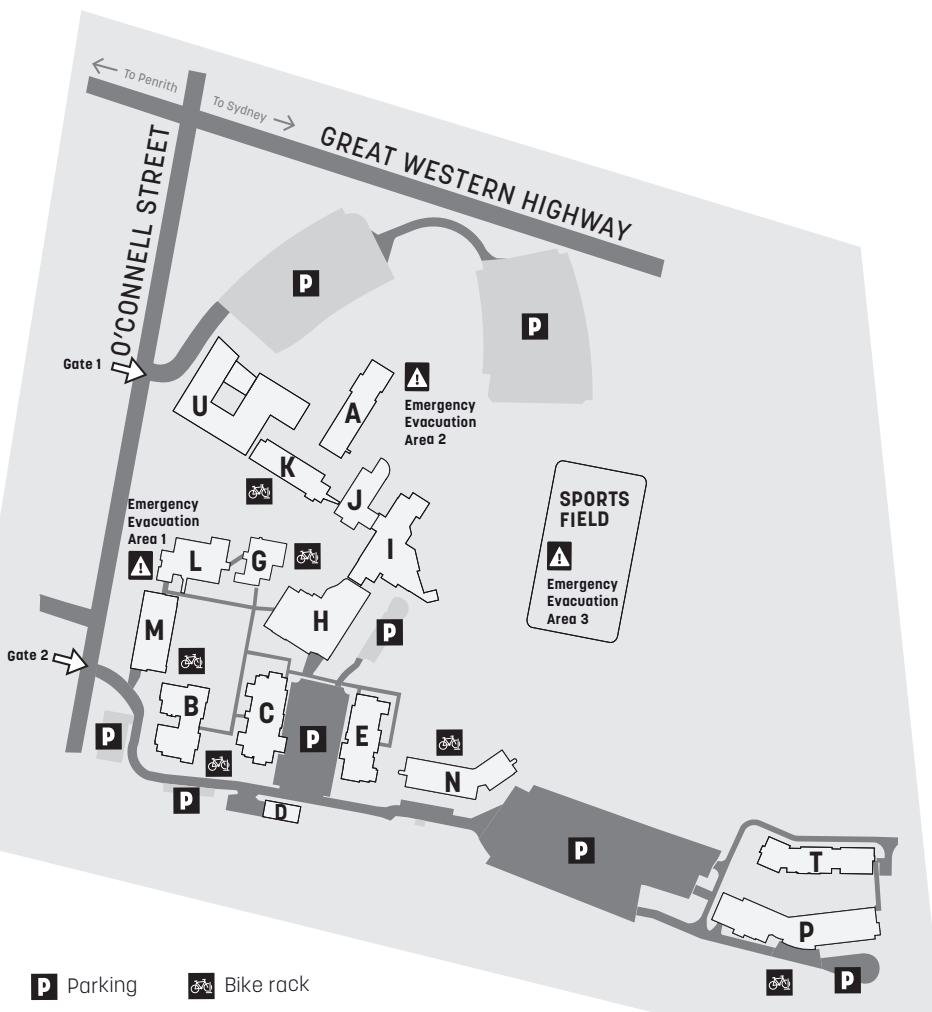 To Penrith
To Sydney
GREAT WESTERN HIGHWAY
O'CONNELL STREET
P
P
Gate 1
U
A
Emergency
Evacuation
Area 2
K
J
SPORTS
FIELD
Emergency
Evacuation
Area 3
Emergency
Evacuation
Area 1
L
G
I
H
M
P
Gate 2
B
C
P
E
P
N
P
D
P
T
P
P
P Parking
Bike rack